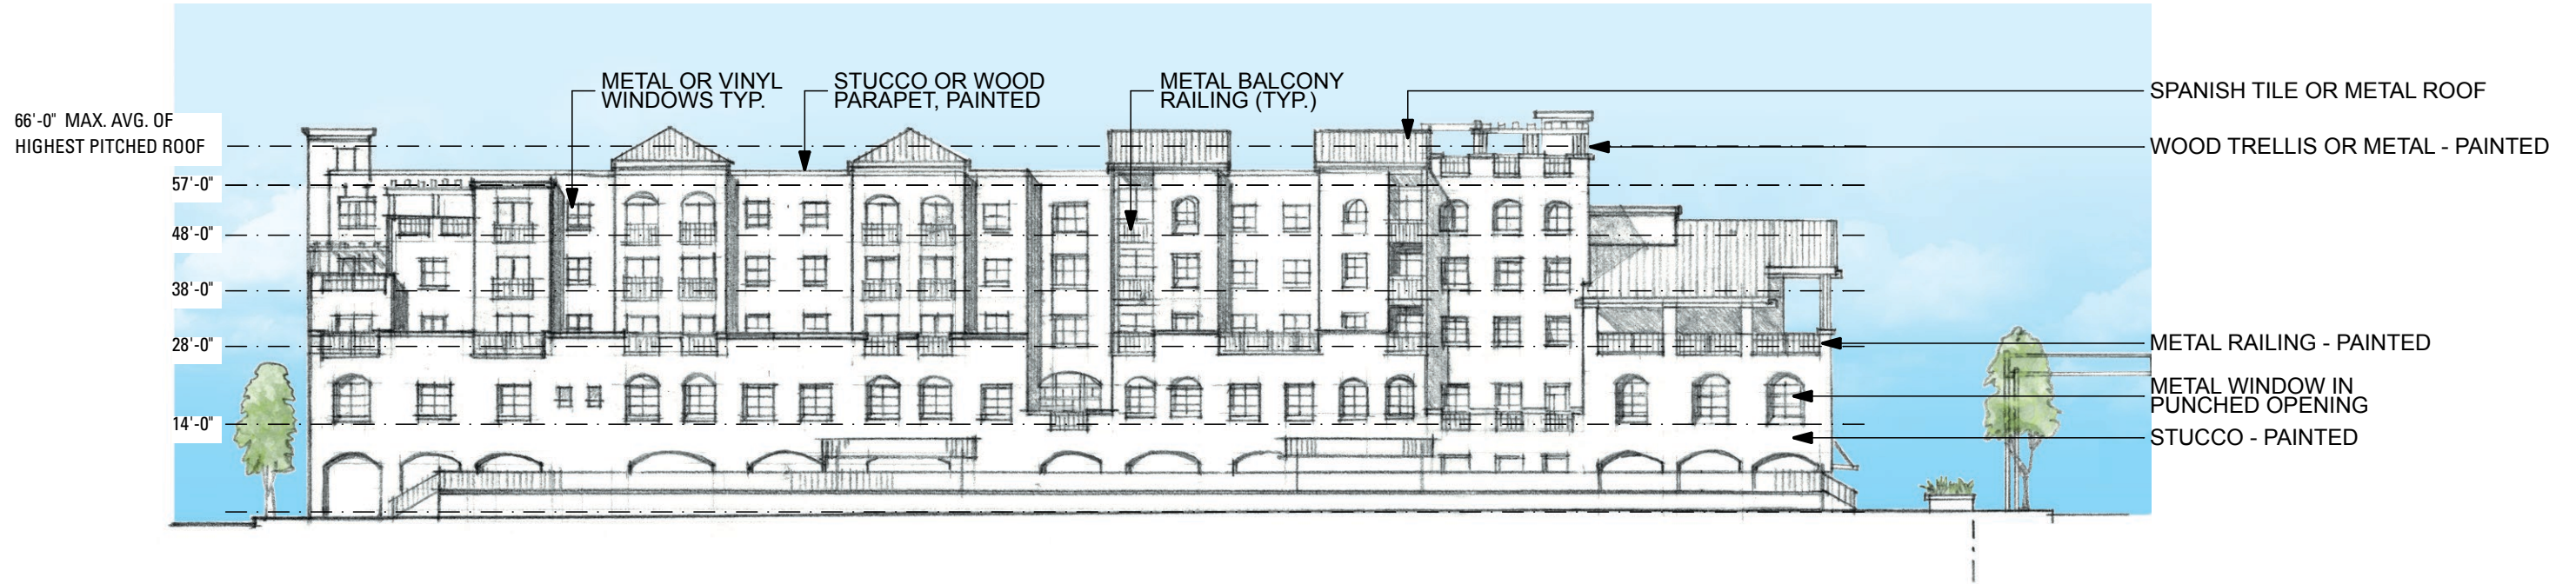 METAL OR VINYL
WINDOWS TYP.
STUCCO OR WOOD
PARAPET, PAINTED
METAL BALCONY
RAILING (TYP.)
SPANISH TILE OR METAL ROOF
66'-0" MAX. AVG. OF
HIGHEST PITCHED ROOF
WOOD TRELLIS OR METAL - PAINTED
57'-0"
48'-0"
38'-0"
28'-0"
METAL RAILING - PAINTED
METAL WINDOW IN
PUNCHED OPENING
14'-0"
STUCCO - PAINTED